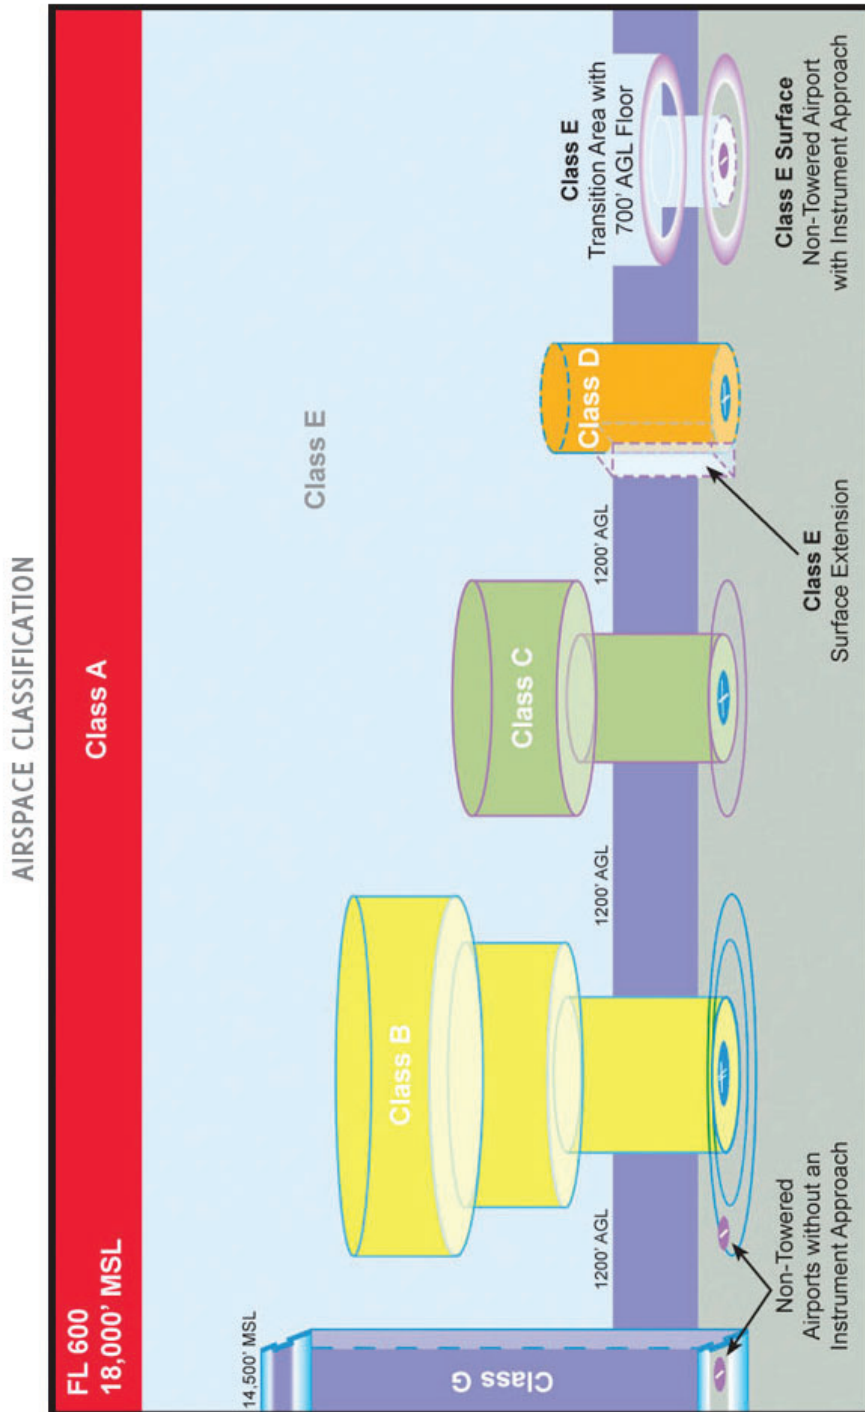 AIRSPACE CLASSIFICATION
FL 600
18,000' MSL
Class A
14,500' MSL
Class G
Class B
Class C
Class E
Class D
Class E
Transition Area with
700' AGL Floor
1200' AGL
1200' AGL
1200' AGL
Non-Towered
Airports without an
Instrument Approach
Class E
Surface Extension
Class E Surface
Non-Towered Airport
with Instrument Approach